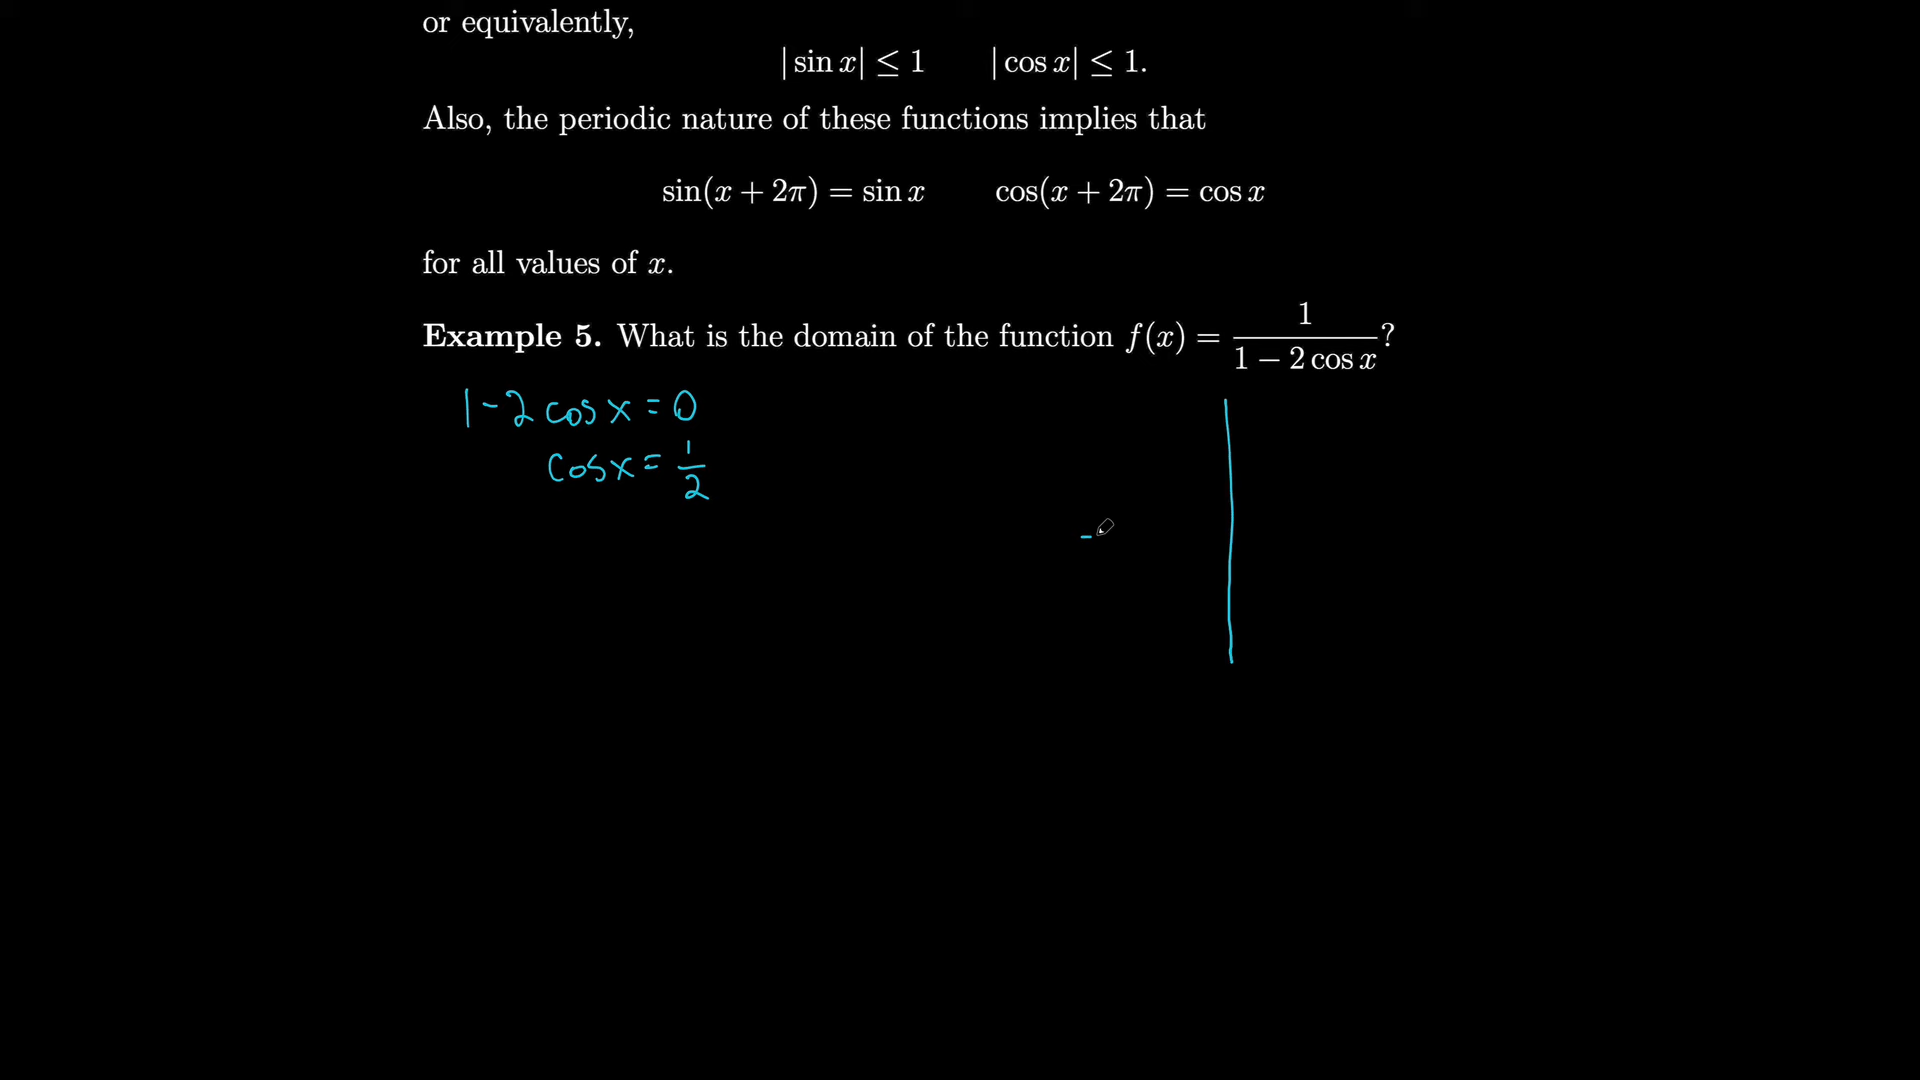 or equivalently,
|sin x| ≤ 1 |cos x| ≤ 1.
Also, the periodic nature of these functions implies that
sin(x + 2π) = sin x cos(x + 2π) = cos x
for all values of x.
Example 5. What is the domain of the function f(x) = 1/(1 − 2 cos x)?
1 - 2 cos x = 0
cos x = 1/2